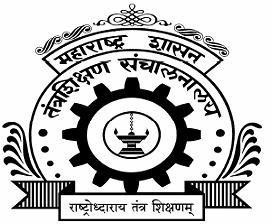 महाराष्ट्र शासन
तंत्रशिक्षण संचालनालय
राष्ट्रोध्दाराय तंत्र शिक्षणम्